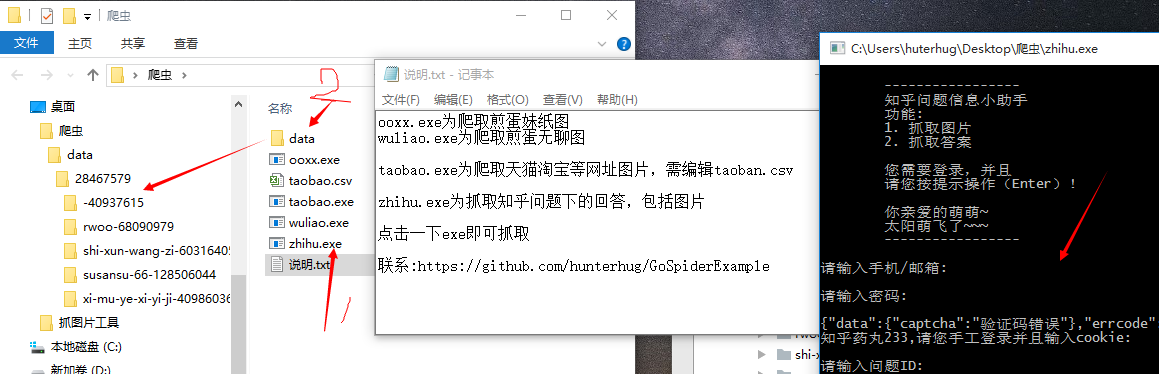 爬虫
文件
主页
共享
查看
爬虫
桌面
爬虫
data
28467579
-40937615
rwoo-68090979
shi-xun-wang-zi-60316405
susansu-66-128506044
xi-mu-ye-xi-yi-ji-40986036
抓图片工具
本地磁盘 (C:)
新加卷 (D:)
名称
data
ooxx.exe
taobao.csv
taobao.exe
wuliao.exe
zhihu.exe
说明.txt
2
1
说明.txt - 记事本
文件(F) 编辑(E) 格式(O) 查看(V) 帮助(H)
ooxx.exe为爬取煎蛋妹纸图
wuliao.exe为爬取煎蛋无聊图
taobao.exe为爬取天猫淘宝等网址图片，需编辑taoban.csv
zhihu.exe为抓取知乎问题下的回答，包括图片
点击一下exe即可抓取
联系:https://github.com/hunterhug/GoSpiderExample
shi-x
C:\Users\huterhug\Desktop\爬虫\zhihu.exe
-----------------
知乎问题信息小助手
功能:
1. 抓取图片
2. 抓取答案
您需要登录，并且
请您按提示操作（Enter）！
你亲爱的萌萌~
太阳萌飞了~~~
-----------------
请输入手机/邮箱:
请输入密码:
{"data":{"captcha":"验证码错误"},"errcode":
知乎药丸233,请您手工登录并且输入cookie:
请输入问题ID: